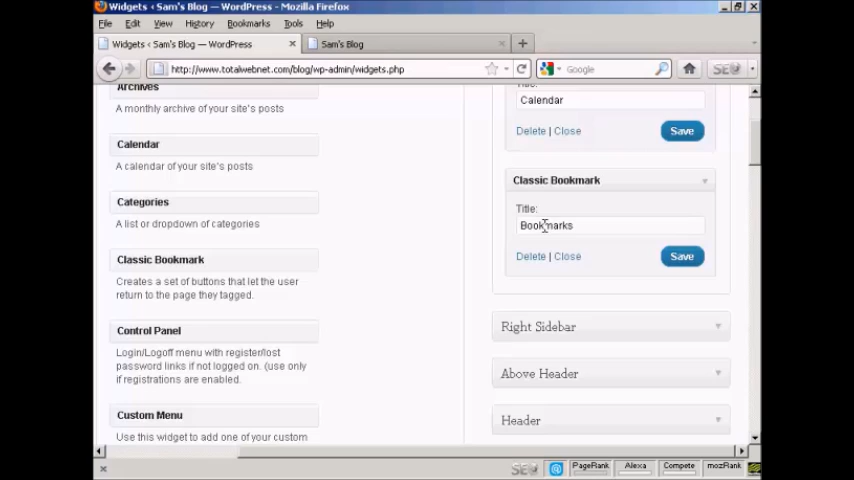 Widgets ‹ Sam's Blog — WordPress - Mozilla Firefox
File Edit View History Bookmarks Tools Help
Widgets ‹ Sam's Blog — WordPress × Sam's Blog
http://www.totalwebnet.com/blog/wp-admin/widgets.php
Google
SEO
Archives
A monthly archive of your site's posts
Calendar
A calendar of your site's posts
Categories
A list or dropdown of categories
Classic Bookmark
Creates a set of buttons that let the user
return to the page they tagged.
Control Panel
Login/Logoff menu with register/lost
password links if not logged on. (use only
if registrations are enabled.
Custom Menu
Use this widget to add one of your custom
Title:
Calendar
Delete | Close
Save
Classic Bookmark
Title:
Bookmarks
Delete | Close
Save
Right Sidebar
Above Header
Header
SEO @ PageRank Alexa Compete mozRank